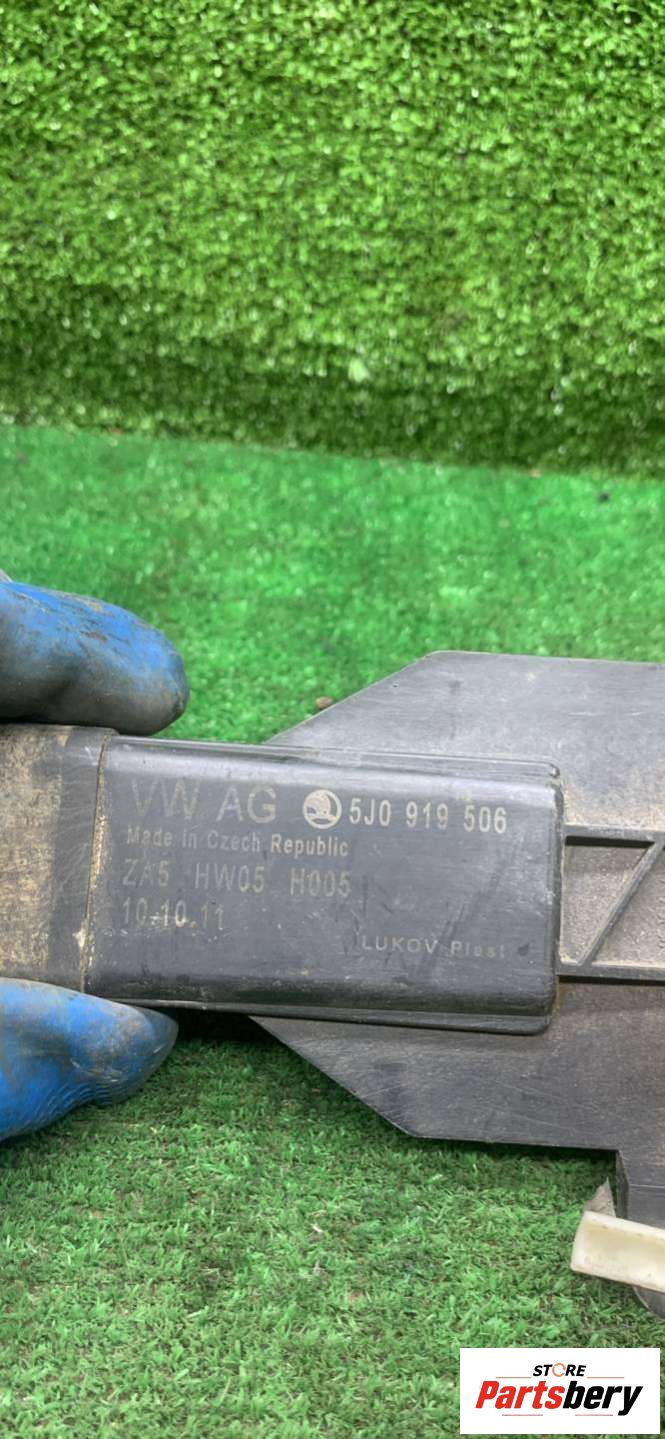 VW AG 5J0 919 506
Made in Czech Republic
ZA5 HW05 H005
10.10.11
LUKOV Plast
STORE
Partsbery